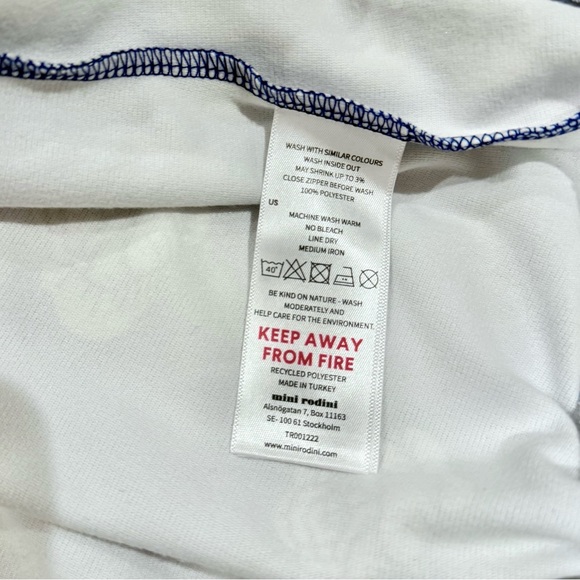 WASH WITH SIMILAR COLOURS
WASH INSIDE OUT
MAY SHRINK UP TO 3%
CLOSE ZIPPER BEFORE WASH
100% POLYESTER
US
MACHINE WASH WARM
NO BLEACH
LINE DRY
MEDIUM IRON
40°
BE KIND ON NATURE - WASH
MODERATELY AND
HELP CARE FOR THE ENVIRONMENT.
KEEP AWAY
FROM FIRE
RECYCLED POLYESTER
MADE IN TURKEY
mini rodini
Alsnögatan 7, Box 11163
SE- 100 61 Stockholm
TR001222
www.minirodini.com